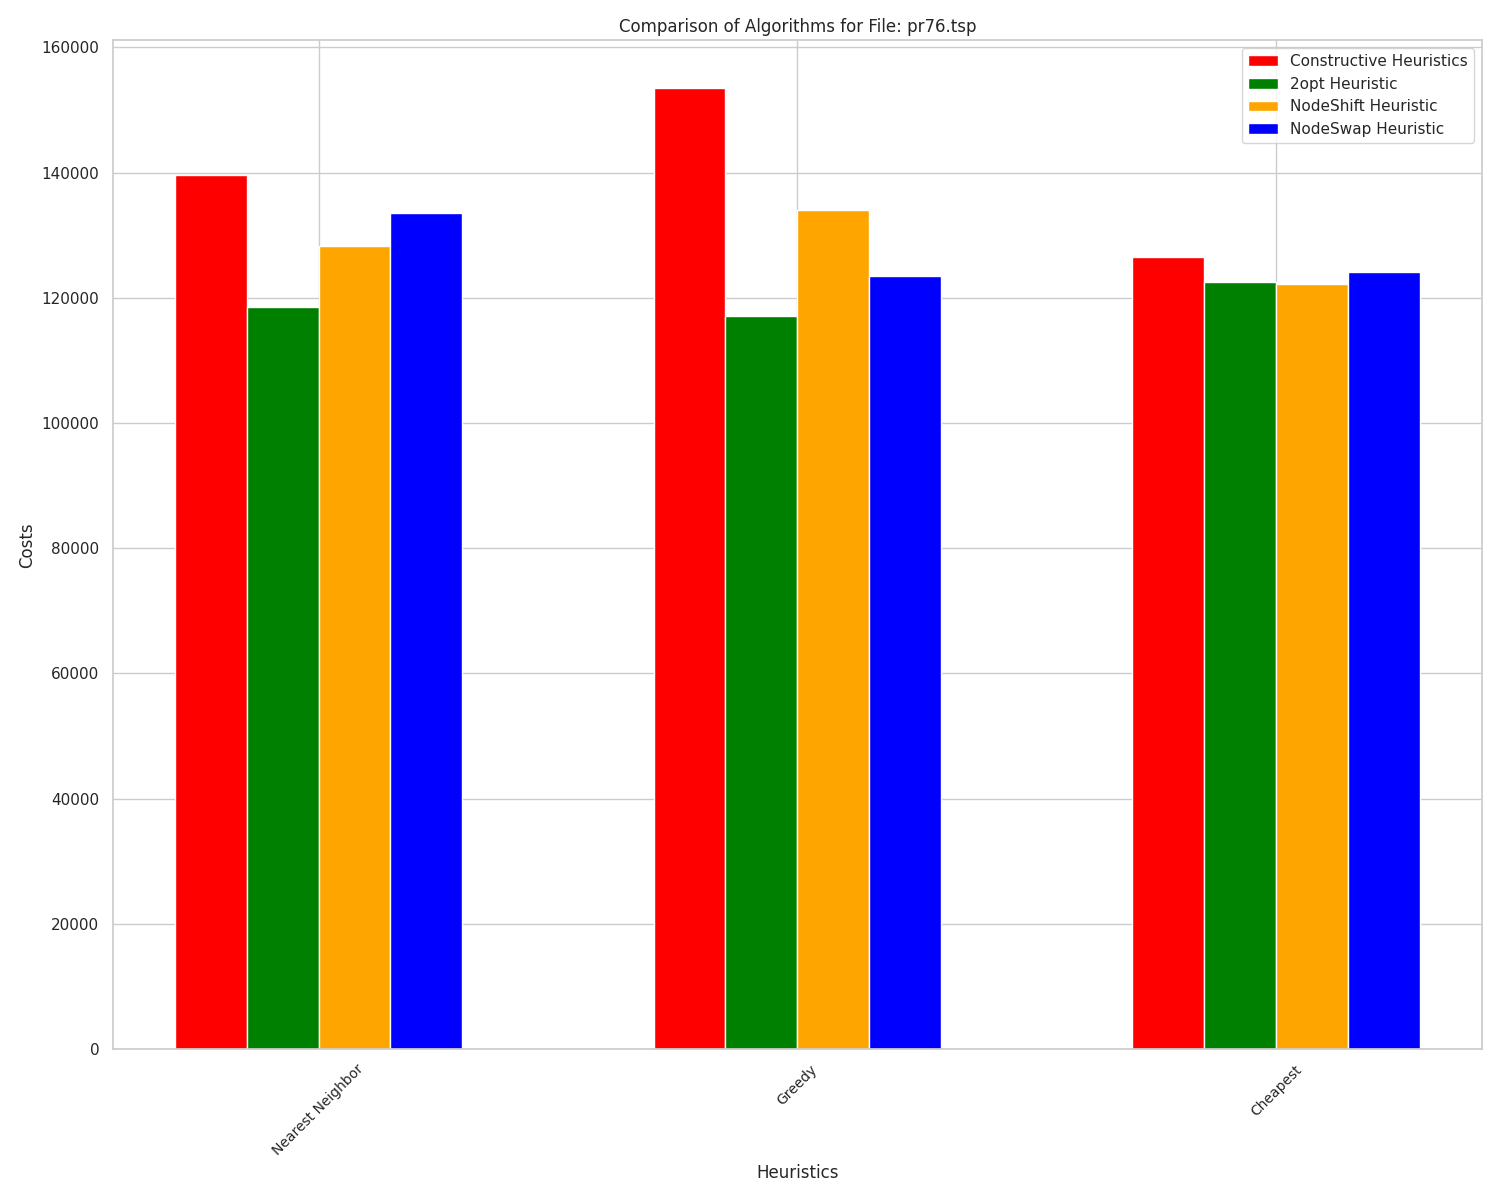 Comparison of Algorithms for File: pr76.tsp
Constructive Heuristics
2opt Heuristic
NodeShift Heuristic
NodeSwap Heuristic
160000
140000
120000
100000
80000
60000
40000
20000
0
Costs
Nearest Neighbor
Greedy
Cheapest
Heuristics